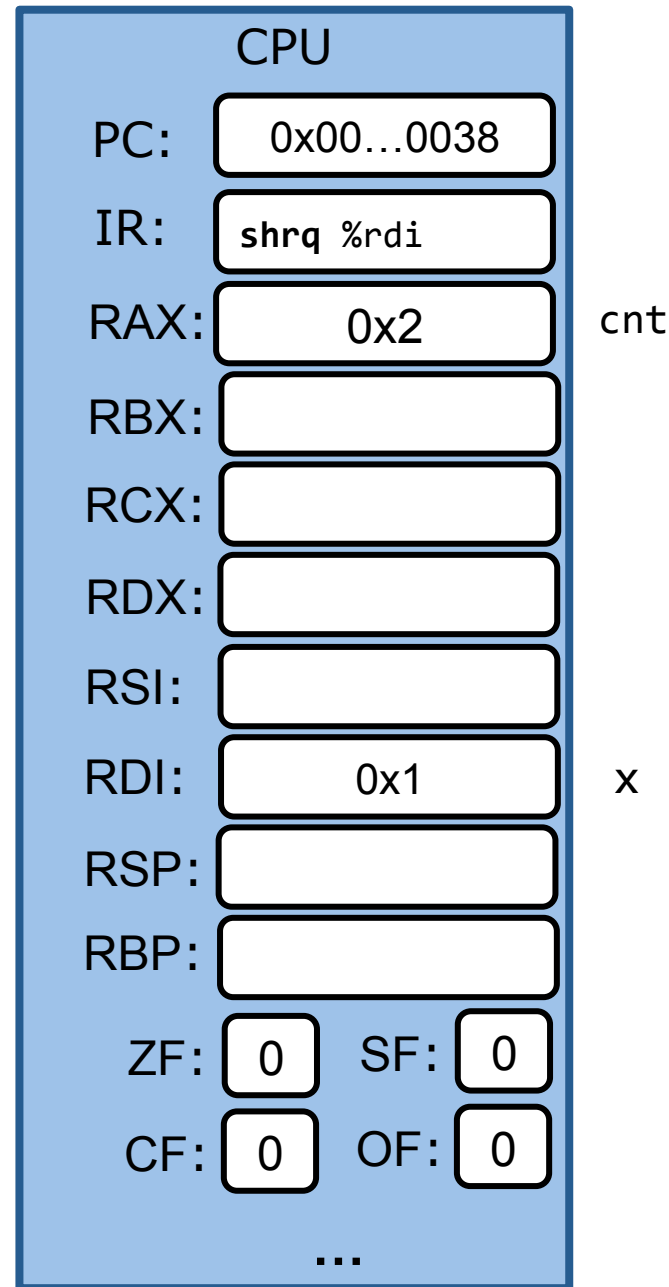 CPU
PC: 0x00...0038
IR: shrq %rdi
RAX: 0x2 cnt
RBX:
RCX:
RDX:
RSI:
RDI: 0x1 x
RSP:
RBP:
ZF: 0 SF: 0
CF: 0 OF: 0
...